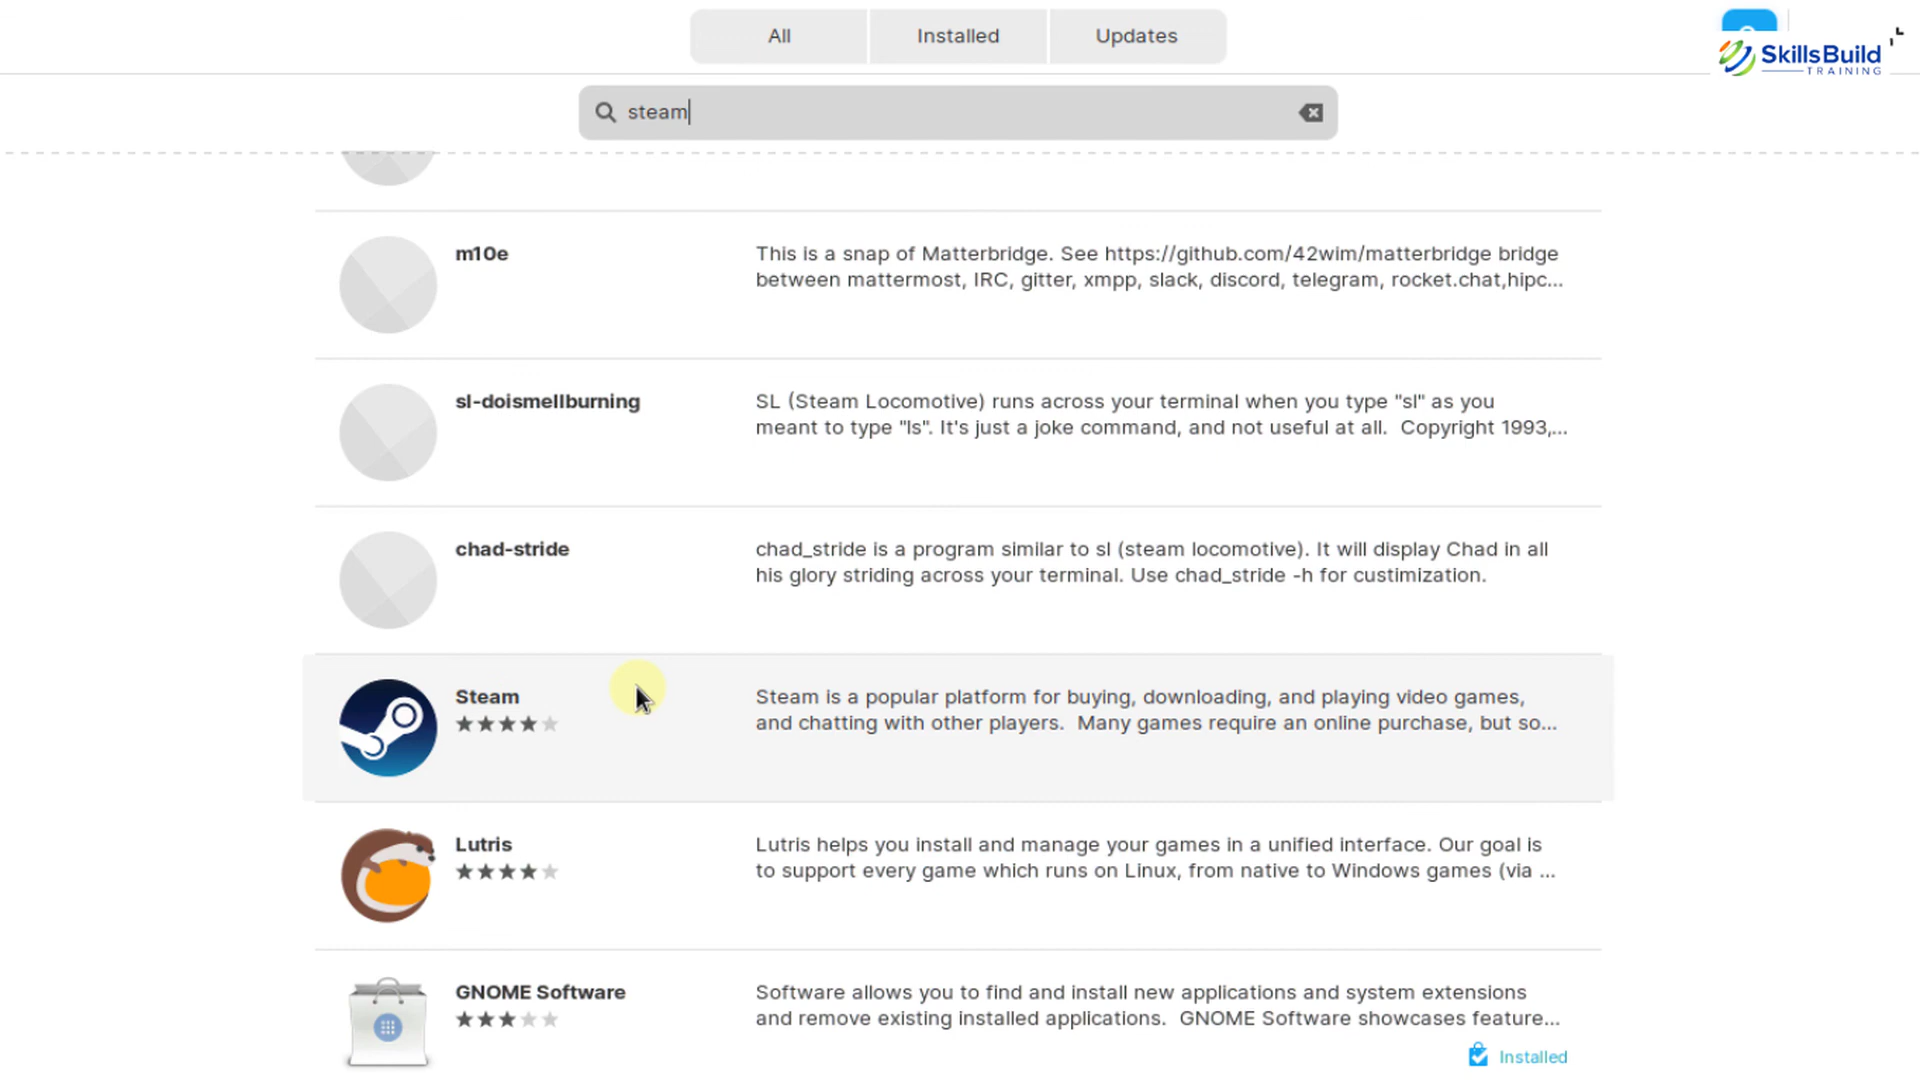 All
Installed
Updates
SkillsBuild
TRAINING
steam
m10e
This is a snap of Matterbridge. See https://github.com/42wim/matterbridge bridge
between mattermost, IRC, gitter, xmpp, slack, discord, telegram, rocket.chat,hipc...
sl-doismellburning
SL (Steam Locomotive) runs across your terminal when you type "sl" as you
meant to type "ls". It's just a joke command, and not useful at all.  Copyright 1993,...
chad-stride
chad_stride is a program similar to sl (steam locomotive). It will display Chad in all
his glory striding across your terminal. Use chad_stride -h for custimization.
Steam
Steam is a popular platform for buying, downloading, and playing video games,
and chatting with other players.  Many games require an online purchase, but so...
Lutris
Lutris helps you install and manage your games in a unified interface. Our goal is
to support every game which runs on Linux, from native to Windows games (via ...
GNOME Software
Software allows you to find and install new applications and system extensions
and remove existing installed applications.  GNOME Software showcases feature...
Installed